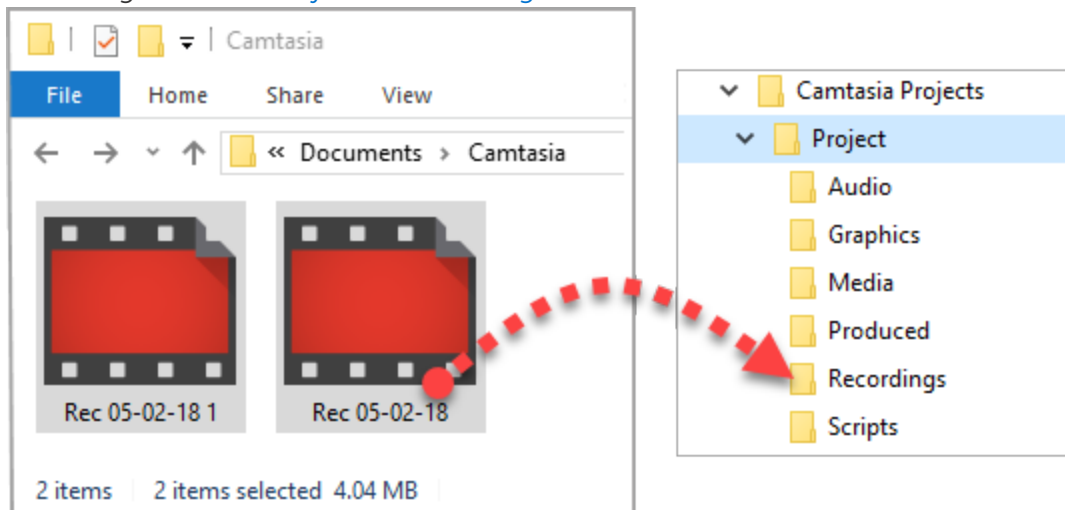 Camtasia
File Home Share View
« Documents › Camtasia
Rec 05-02-18 1 Rec 05-02-18
2 items 2 items selected 4.04 MB
Camtasia Projects
Project
Audio
Graphics
Media
Produced
Recordings
Scripts